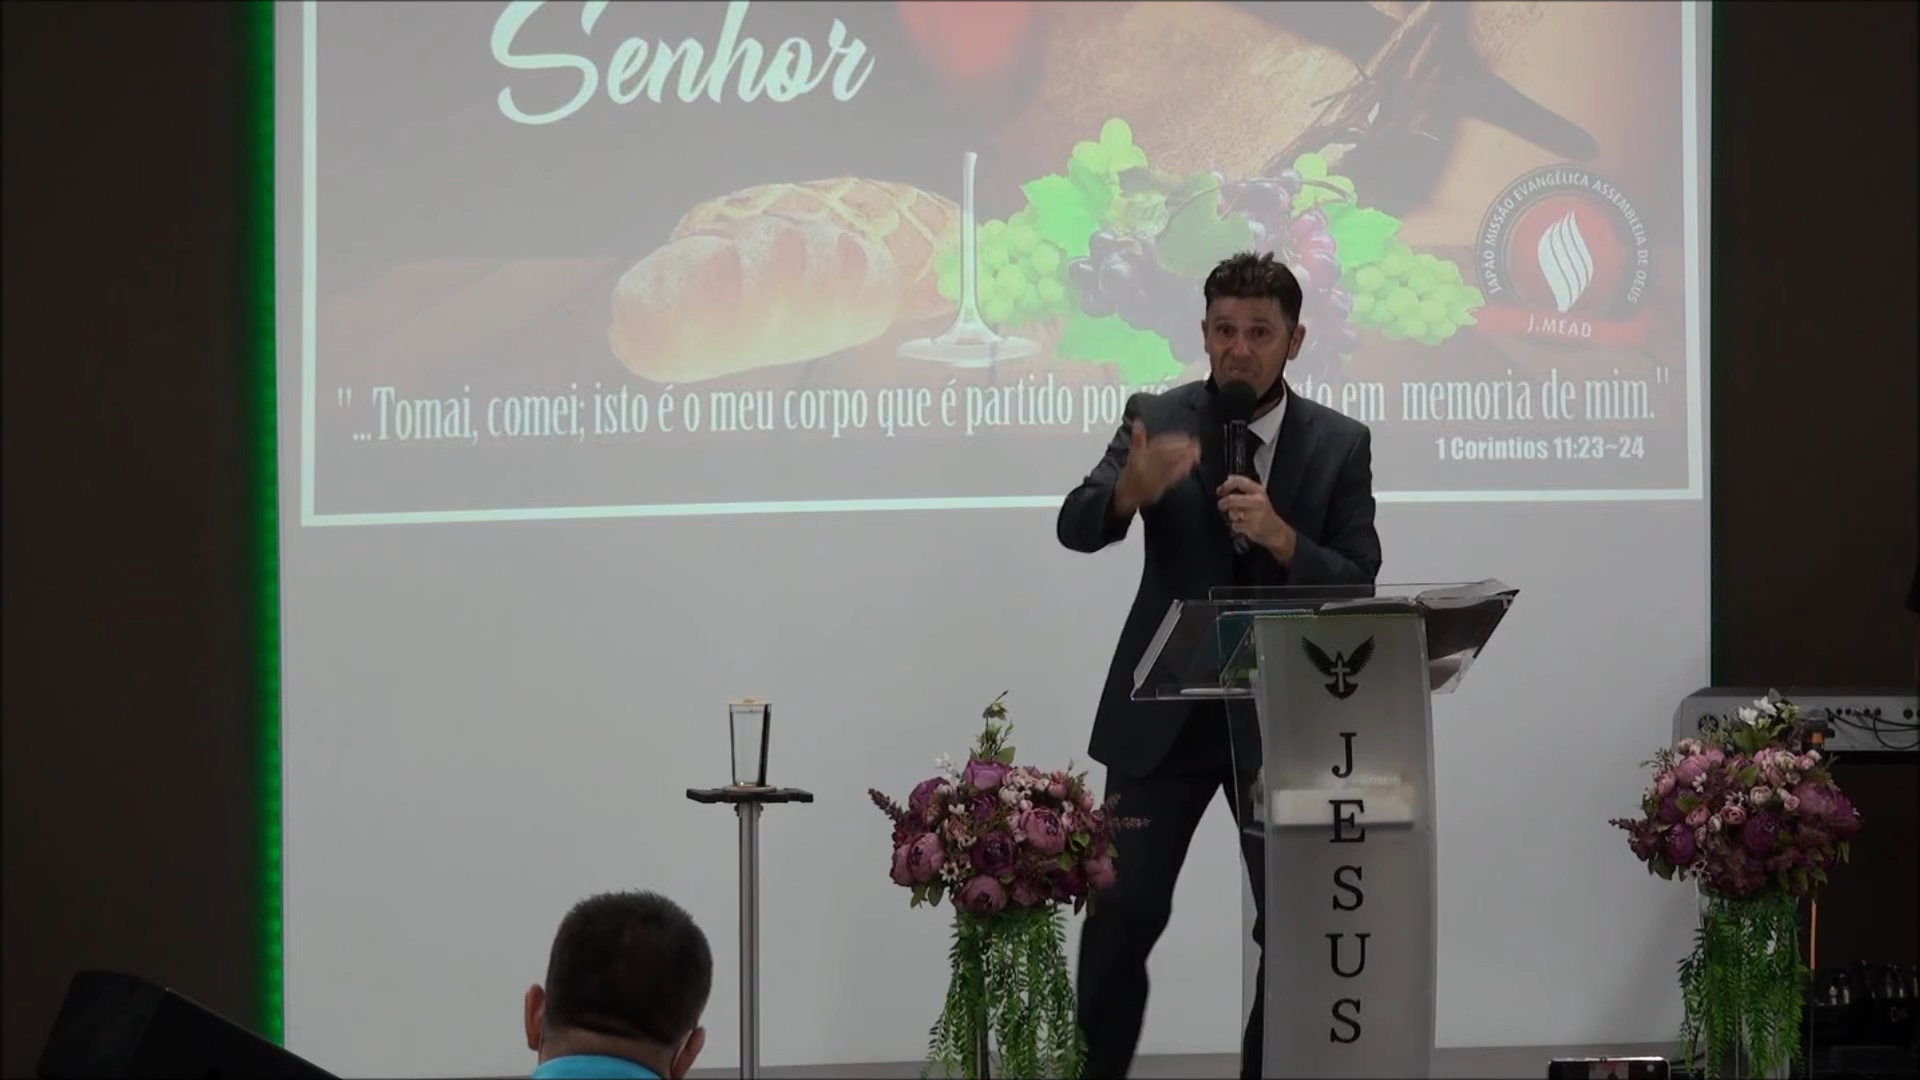 Senhor
JAPÃO MISSÃO EVANGÉLICA ASSEMBLEIA DE DEUS
J.MEAD
"...Tomai, comei; isto é o meu corpo que é partido por em memoria de mim."
1 Corintios 11:23~24
JESUS